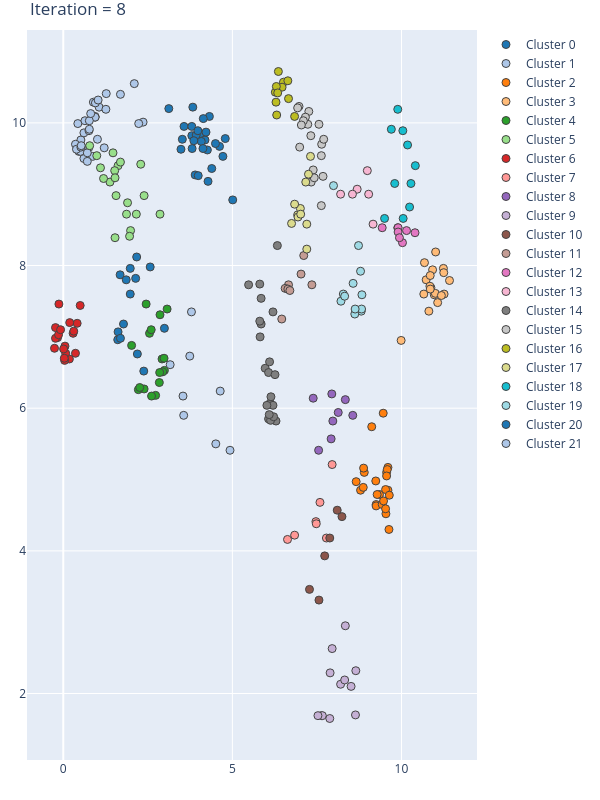 Iteration = 8
10
8
6
4
2
0
5
10
Cluster 0
Cluster 1
Cluster 2
Cluster 3
Cluster 4
Cluster 5
Cluster 6
Cluster 7
Cluster 8
Cluster 9
Cluster 10
Cluster 11
Cluster 12
Cluster 13
Cluster 14
Cluster 15
Cluster 16
Cluster 17
Cluster 18
Cluster 19
Cluster 20
Cluster 21